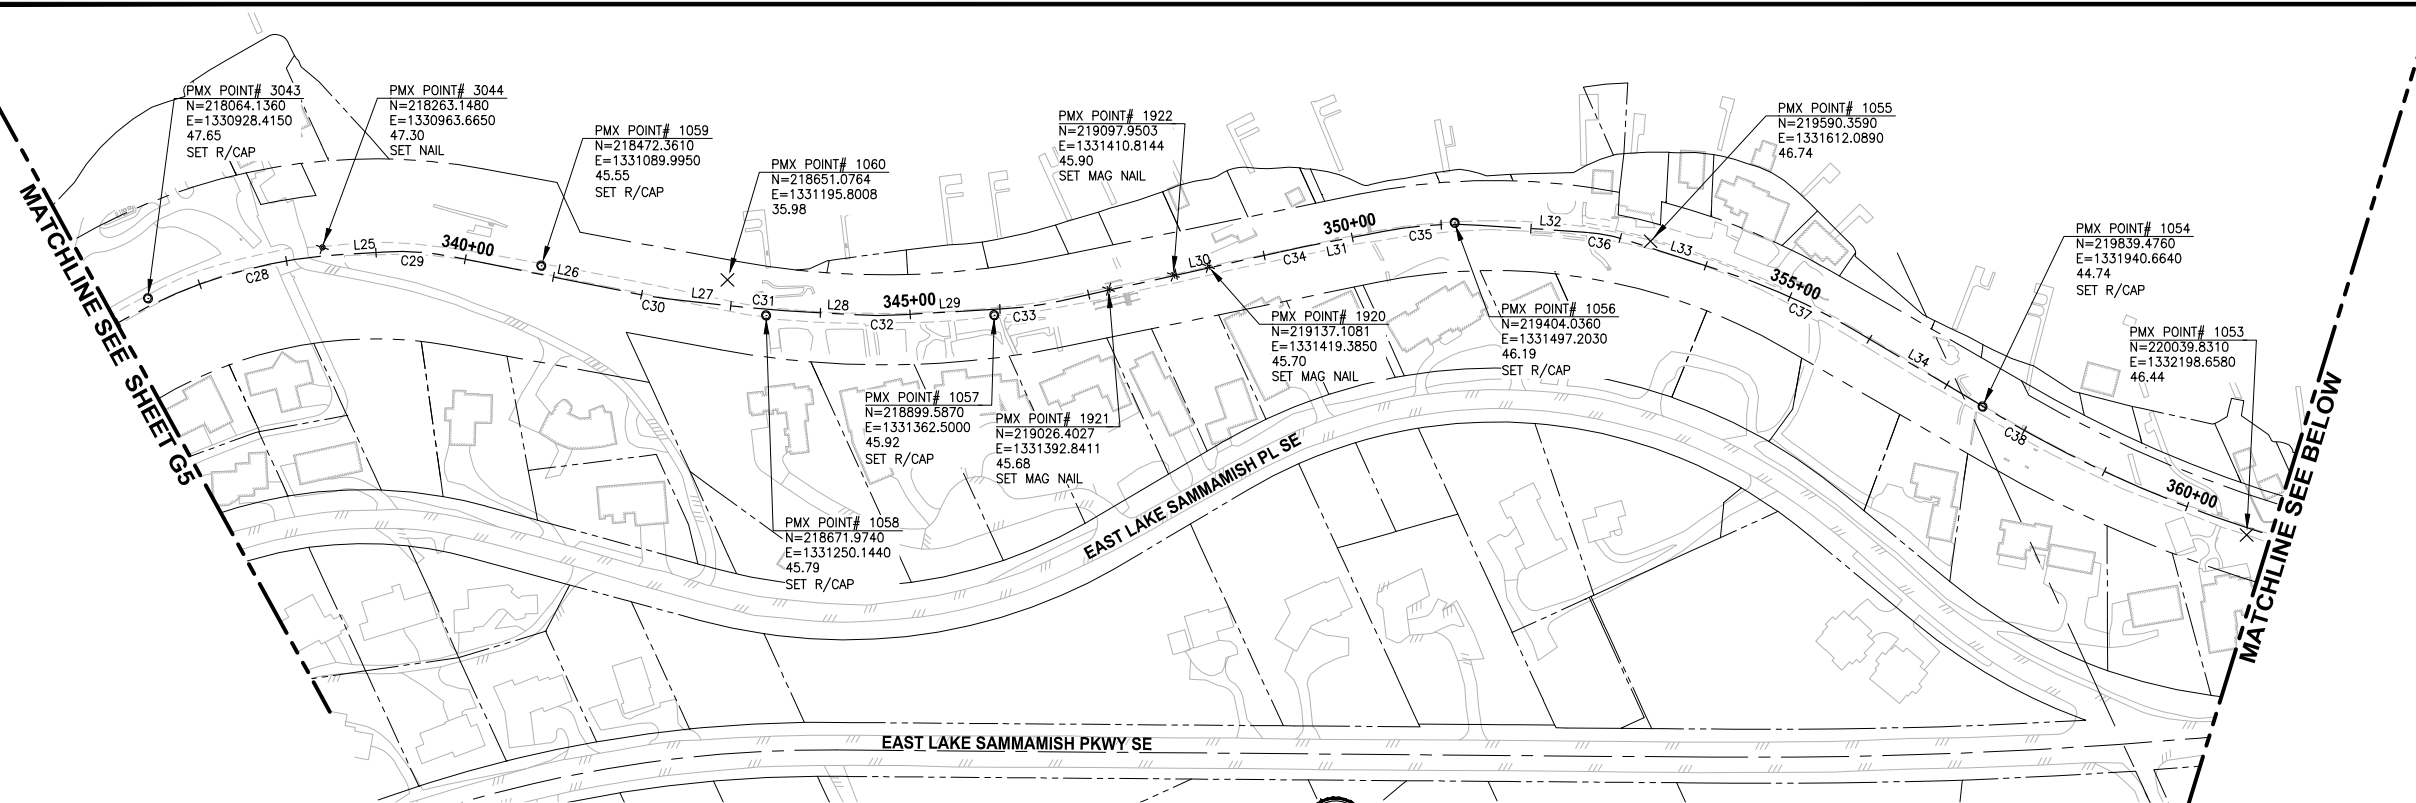 PMX POINT# 3043
N=218064.1360
E=1330928.4150
47.65
SET R/CAP
PMX POINT# 3044
N=218263.1480
E=1330963.6650
47.30
SET NAIL
PMX POINT# 1059
N=218472.3610
E=1331089.9950
45.55
SET R/CAP
PMX POINT# 1060
N=218651.0764
E=1331195.8008
35.98
PMX POINT# 1922
N=219097.9503
E=1331410.8144
45.90
SET MAG NAIL
PMX POINT# 1055
N=219590.3590
E=1331612.0890
46.74
PMX POINT# 1054
N=219839.4760
E=1331940.6640
44.74
SET R/CAP
PMX POINT# 1053
N=220039.8310
E=1332198.6580
46.44
MATCHLINE SEE SHEET G5
C28
L25
C29
340+00
L26
C30
L27
C31
L28
345+00
C32
L29
C33
L30
C34
L31
350+00
C35
L32
C36
L33
355+00
C37
L34
C38
360+00
MATCHLINE SEE BELOW
PMX POINT# 1057
N=218899.5870
E=1331362.5000
45.92
SET R/CAP
PMX POINT# 1921
N=219026.4027
E=1331392.8411
45.68
SET MAG NAIL
PMX POINT# 1920
N=219137.1081
E=1331419.3850
45.70
SET MAG NAIL
PMX POINT# 1056
N=219404.0360
E=1331497.2030
46.19
SET R/CAP
PMX POINT# 1058
N=218671.9740
E=1331250.1440
45.79
SET R/CAP
EAST LAKE SAMMAMISH PL SE
EAST LAKE SAMMAMISH PKWY SE